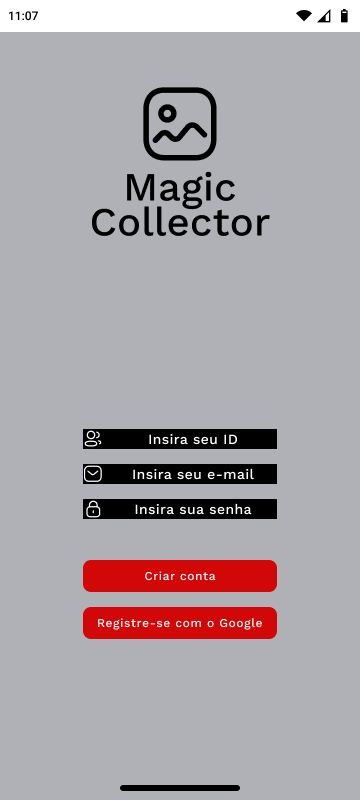 11:07
Magic
Collector
Insira seu ID
Insira seu e-mail
Insira sua senha
Criar conta
Registre-se com o Google